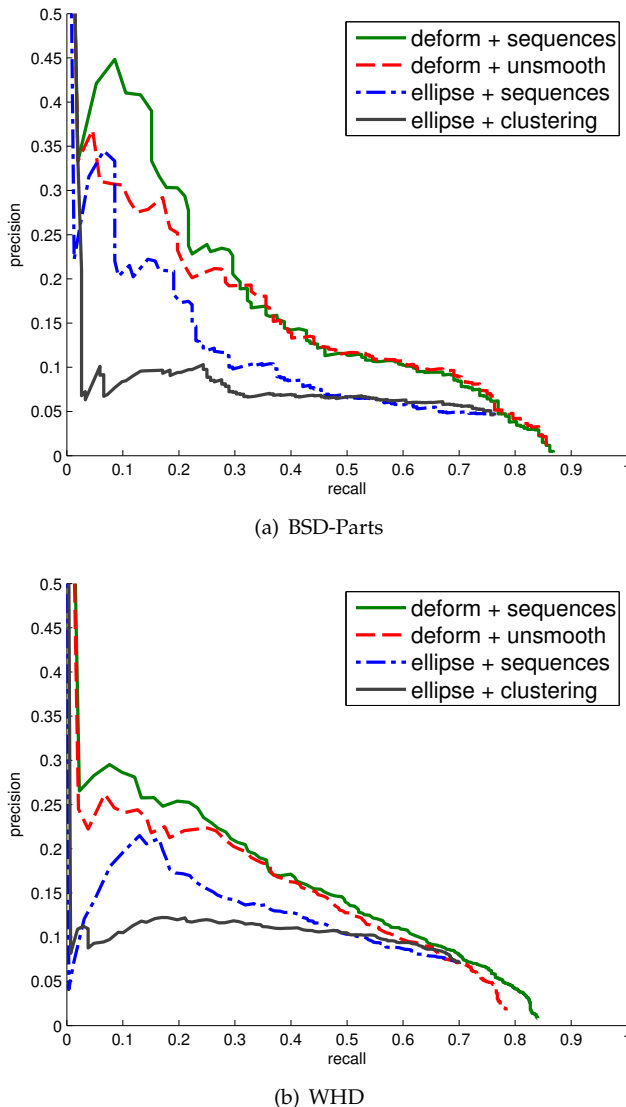 0.5
0.45
0.4
0.35
0.3
0.25
0.2
0.15
0.1
0.05
0
precision
deform + sequences
deform + unsmooth
ellipse + sequences
ellipse + clustering
0 0.1 0.2 0.3 0.4 0.5 0.6 0.7 0.8 0.9 1
recall
(a) BSD-Parts
0.5
0.45
0.4
0.35
0.3
0.25
0.2
0.15
0.1
0.05
0
precision
deform + sequences
deform + unsmooth
ellipse + sequences
ellipse + clustering
0 0.1 0.2 0.3 0.4 0.5 0.6 0.7 0.8 0.9 1
recall
(b) WHD